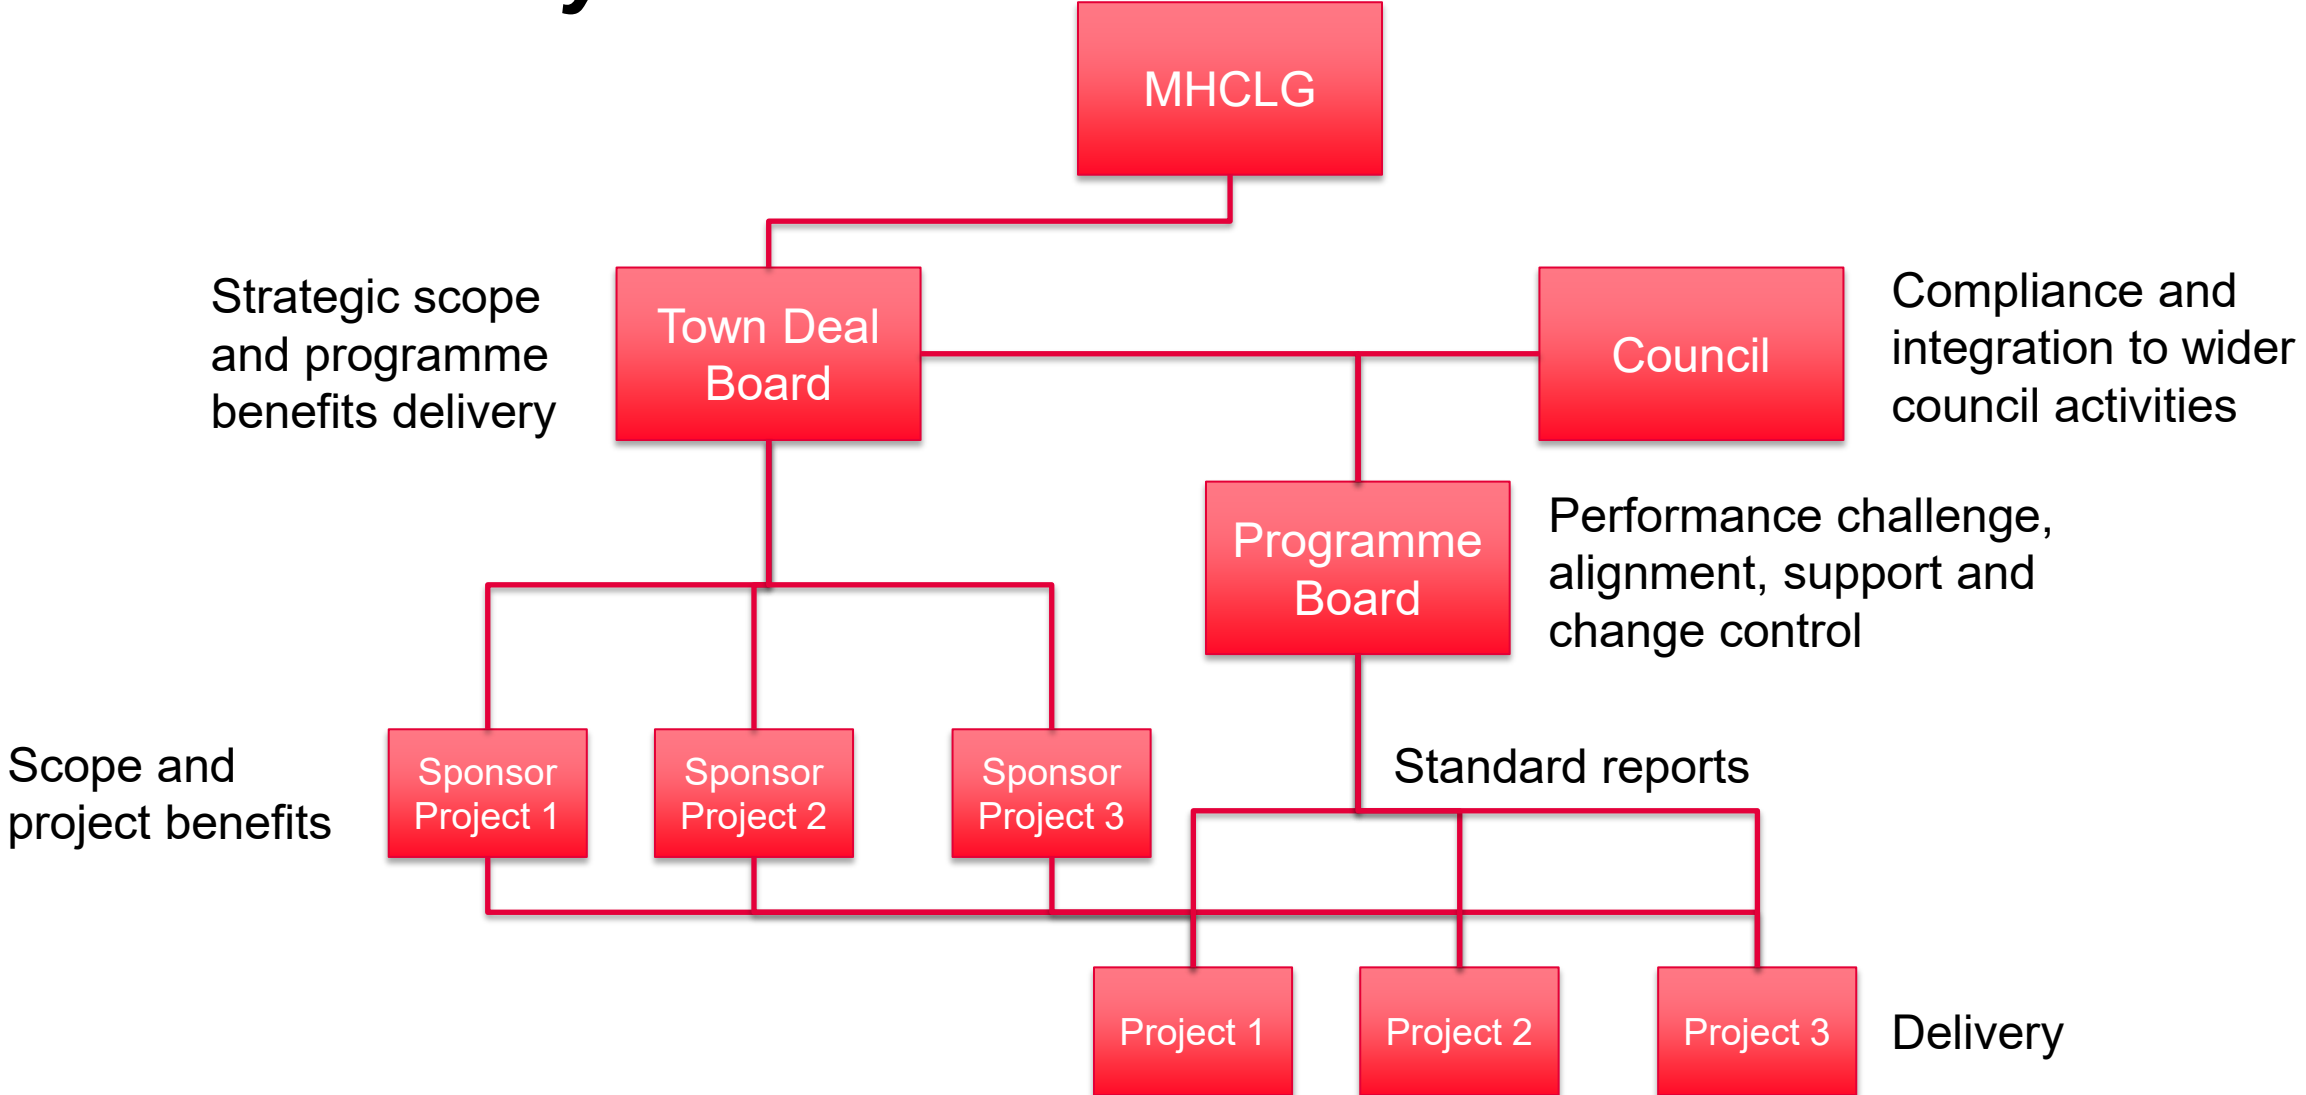 MHCLG
Strategic scope
and programme
benefits delivery
Town Deal
Board
Council
Compliance and
integration to wider
council activities
Programme
Board
Performance challenge,
alignment, support and
change control
Scope and
project benefits
Sponsor
Project 1
Sponsor
Project 2
Sponsor
Project 3
Standard reports
Project 1
Project 2
Project 3
Delivery